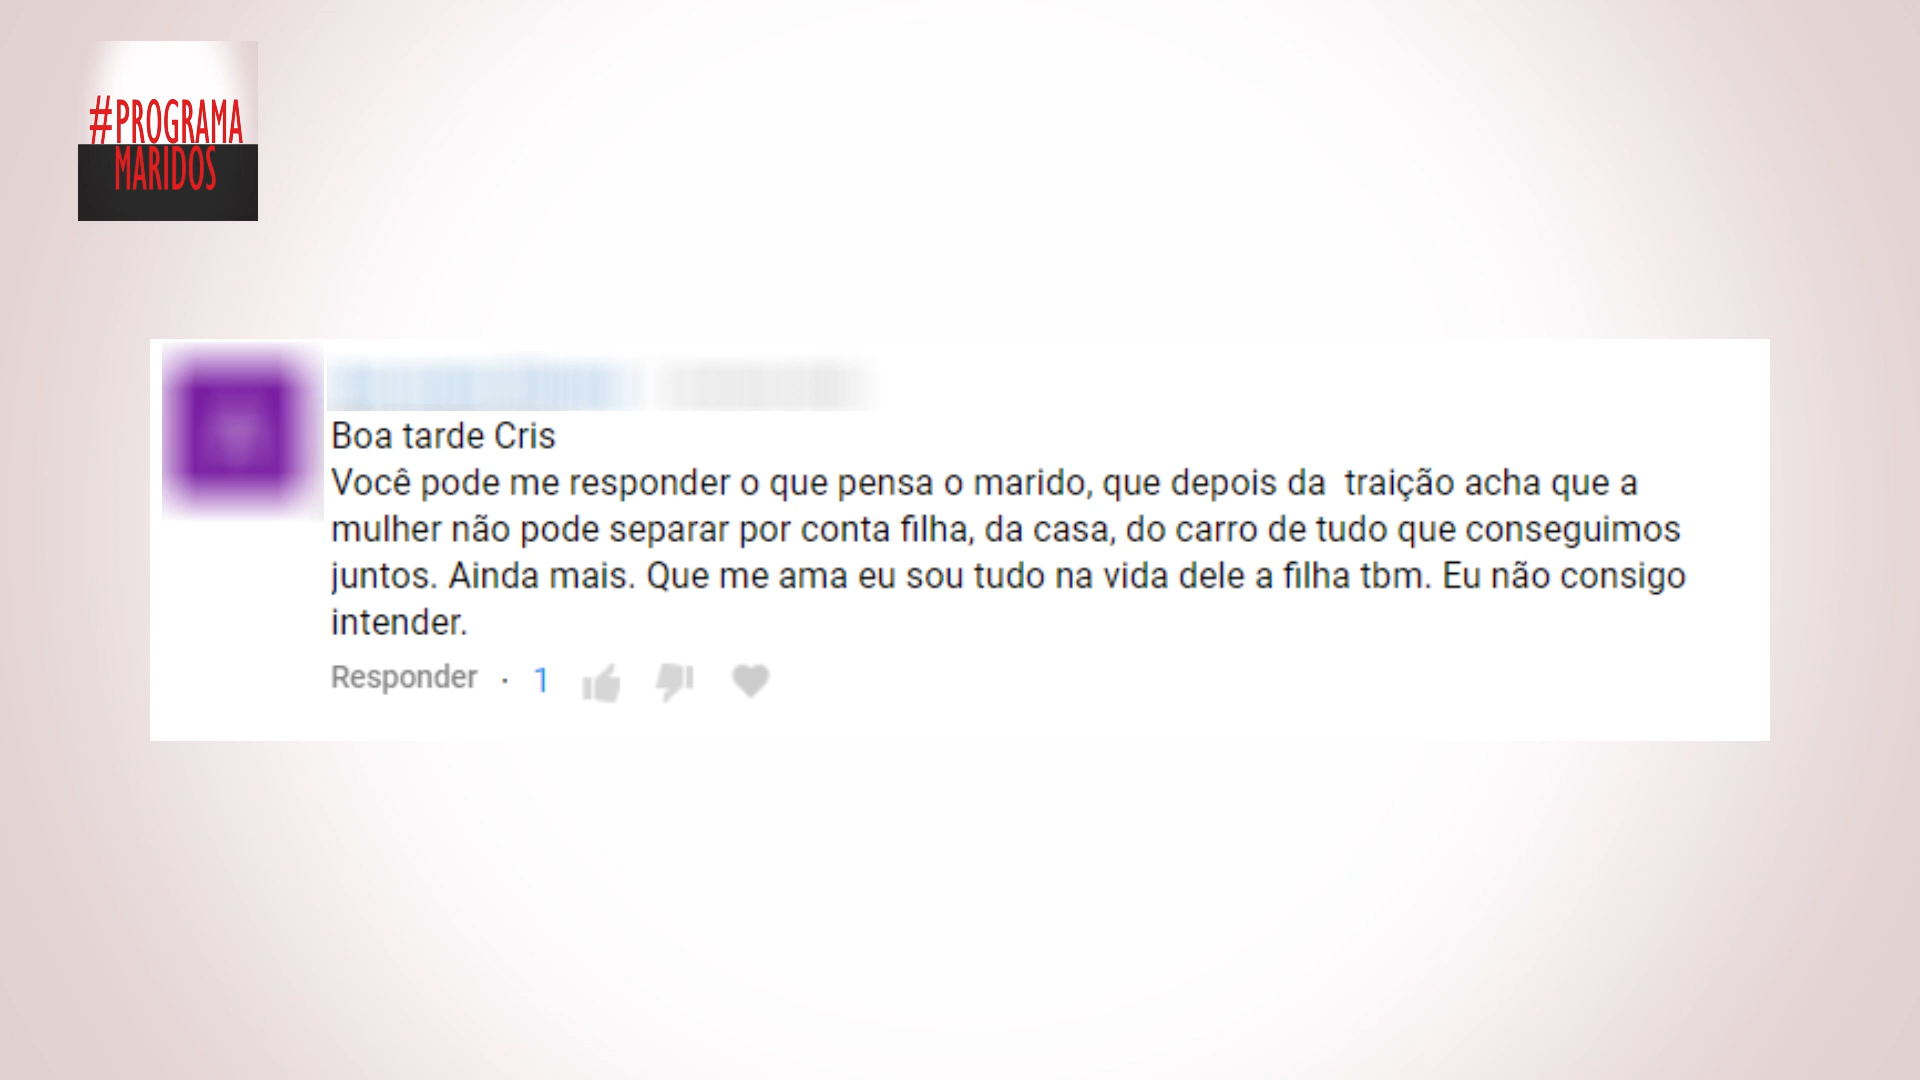 #PROGRAMA
MARIDOS
Boa tarde Cris
Você pode me responder o que pensa o marido, que depois da  traição acha que a
mulher não pode separar por conta filha, da casa, do carro de tudo que conseguimos
juntos. Ainda mais. Que me ama eu sou tudo na vida dele a filha tbm. Eu não consigo
intender.
Responder · 1